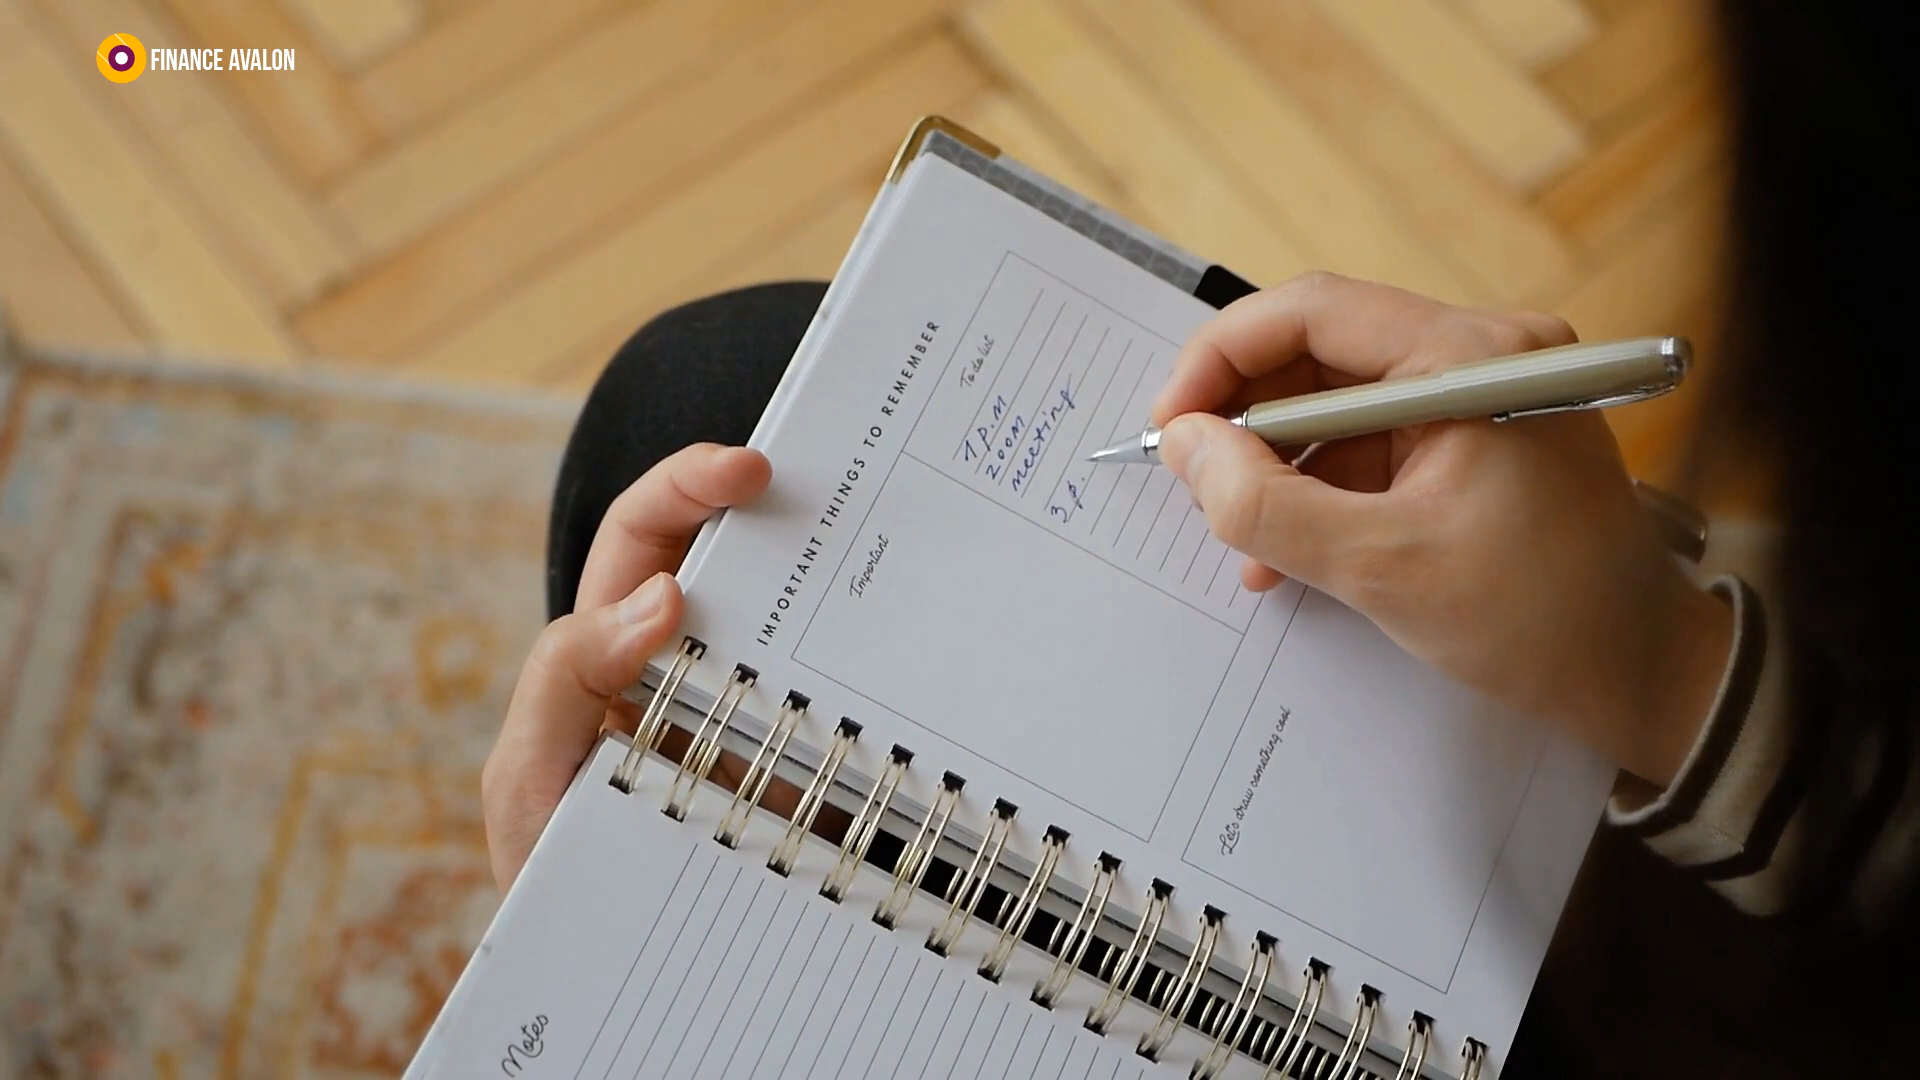 FINANCE AVALON
IMPORTANT THINGS TO REMEMBER
To do list
1 p.m
zoom
meeting
3 p.
Important
Let's draw something cool
Notes